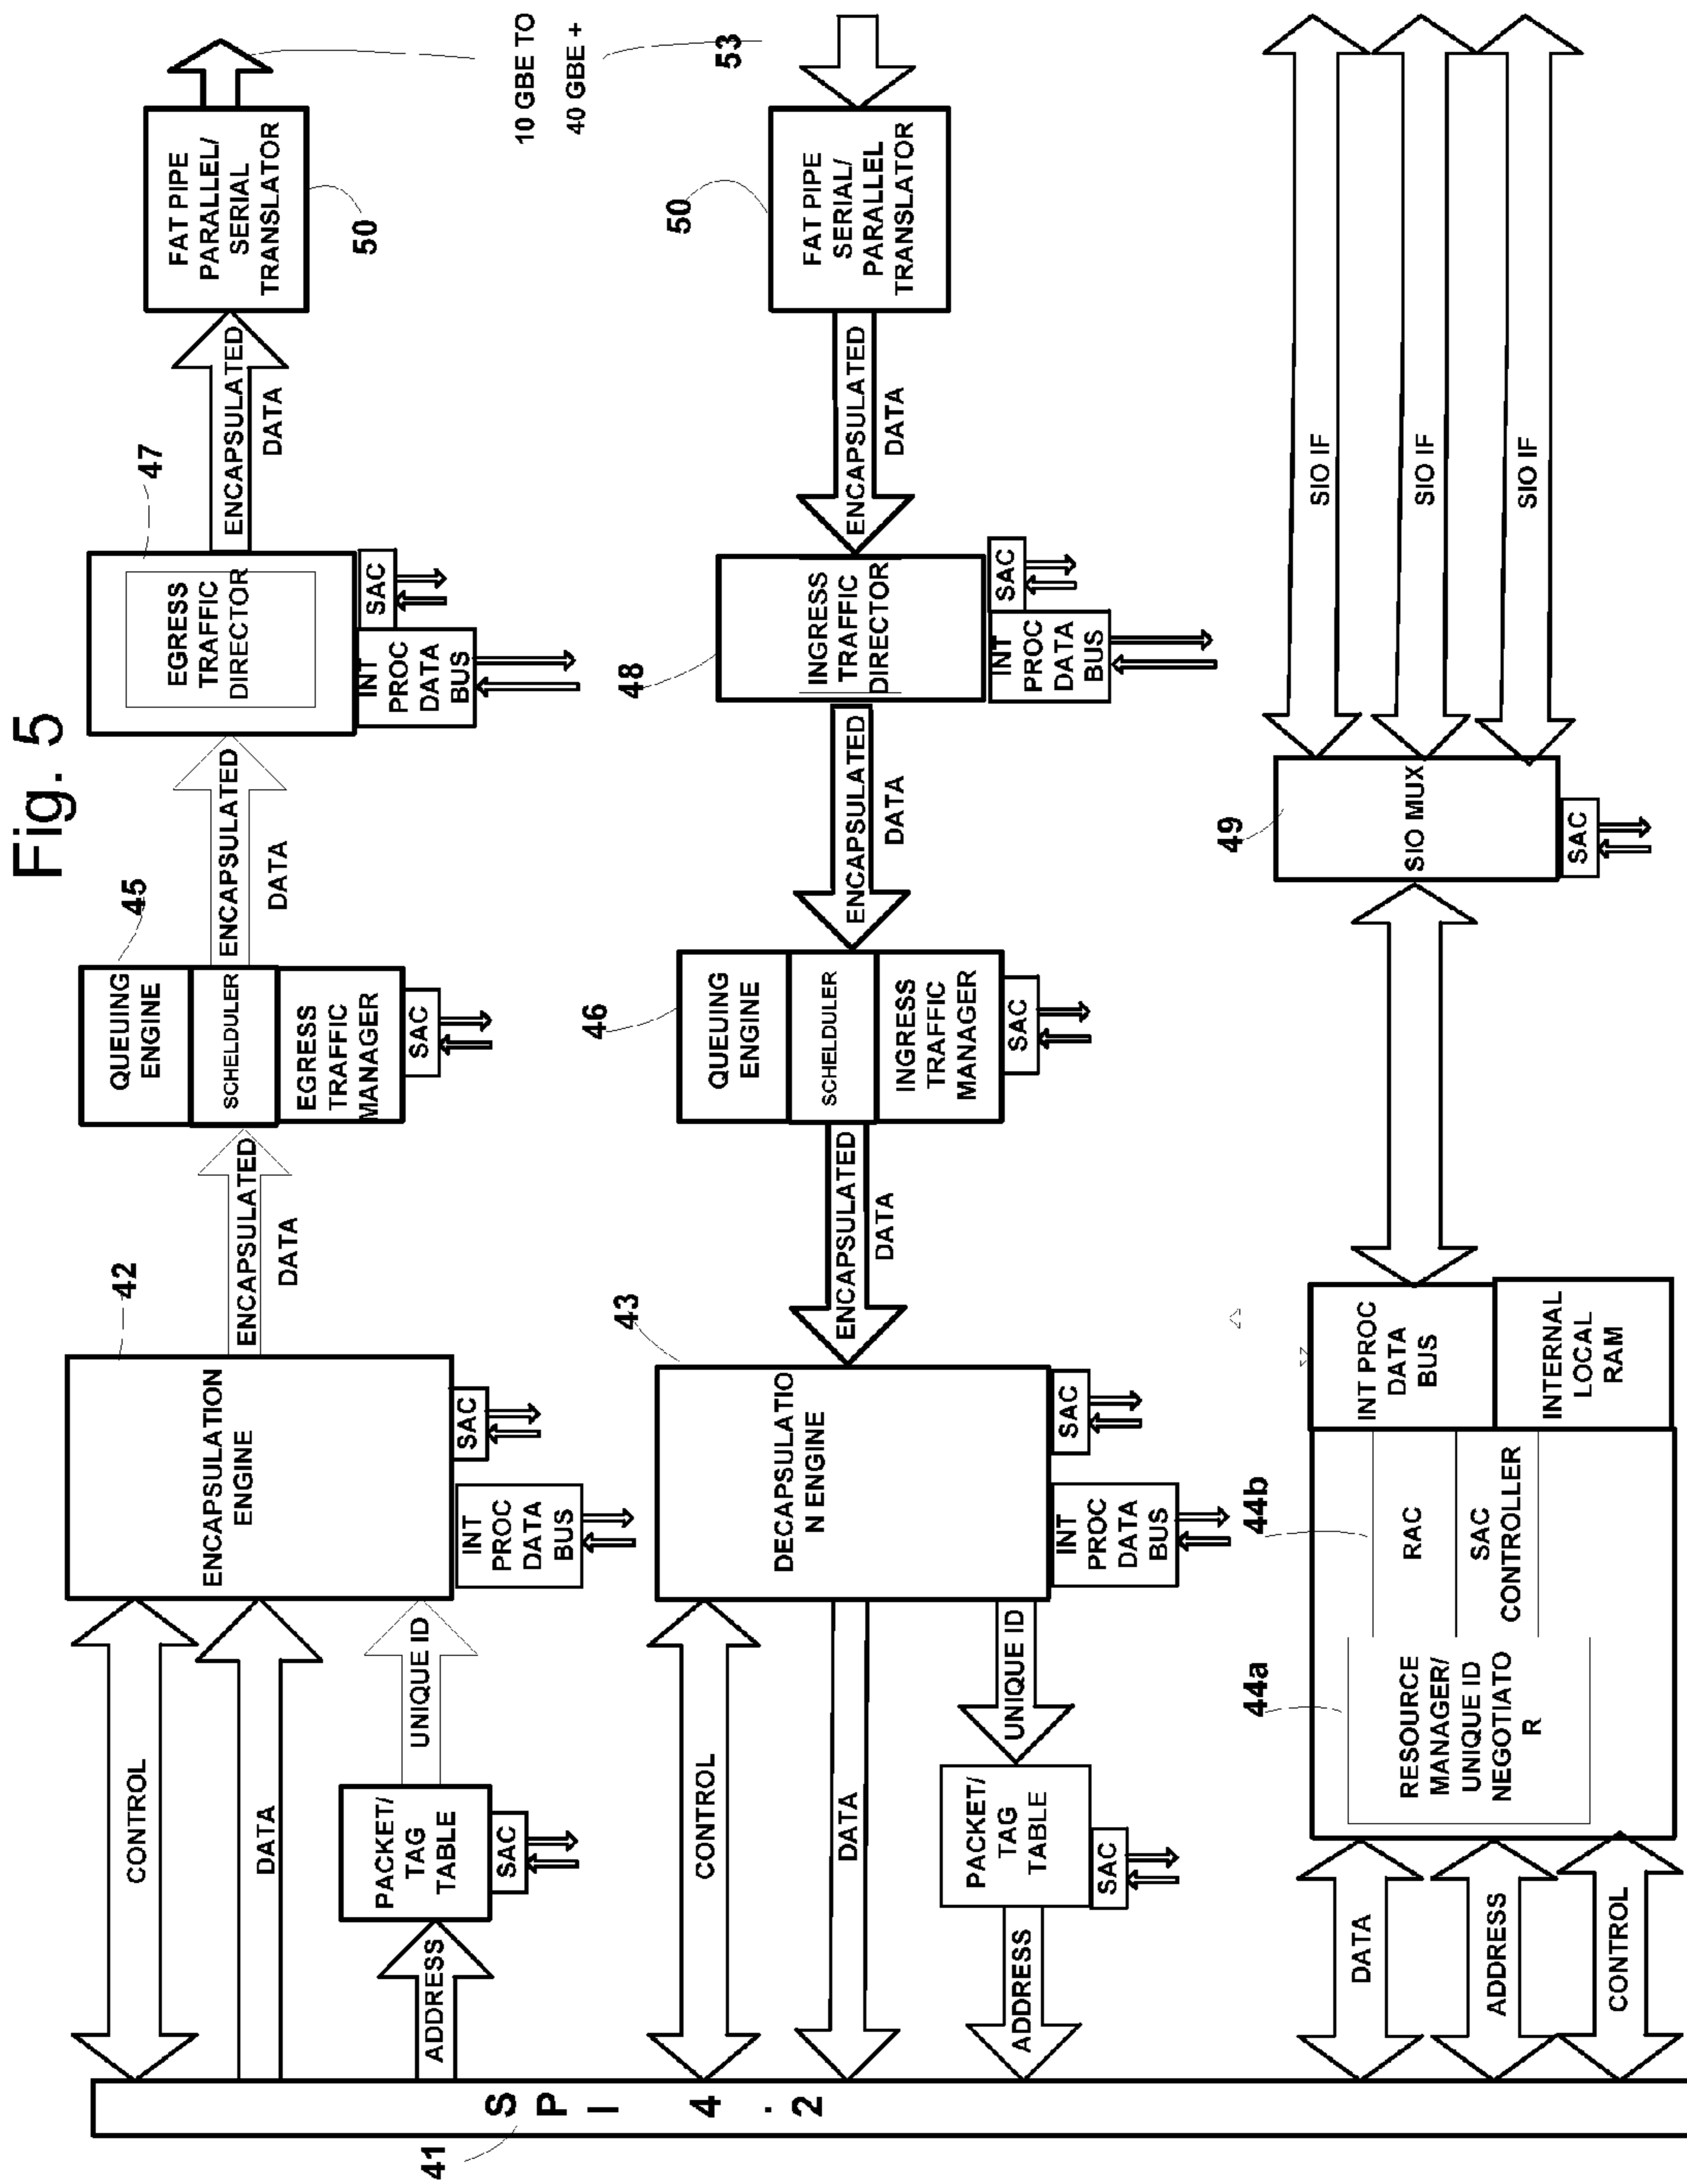 Fig. 5
41
SPI 4.2
CONTROL
DATA
ADDRESS
PACKET/
TAG
TABLE
SAC
UNIQUE ID
42
ENCAPSULATION
ENGINE
INT
PROC
DATA
BUS
SAC
ENCAPSULATED
DATA
45
QUEUING
ENGINE
SCHELDULER
EGRESS
TRAFFIC
MANAGER
SAC
ENCAPSULATED
DATA
47
EGRESS
TRAFFIC
DIRECTOR
INT
PROC
DATA
BUS
SAC
ENCAPSULATED
DATA
FAT PIPE
PARALLEL/
SERIAL
TRANSLATOR
50
10 GBE TO
40 GBE +
53
CONTROL
DATA
ADDRESS
PACKET/
TAG
TABLE
SAC
UNIQUE ID
43
DECAPSULATIO
N ENGINE
INT
PROC
DATA
BUS
SAC
ENCAPSULATED
DATA
46
QUEUING
ENGINE
SCHELDULER
INGRESS
TRAFFIC
MANAGER
SAC
ENCAPSULATED
DATA
48
INGRESS
TRAFFIC
DIRECTOR
INT
PROC
DATA
BUS
SAC
ENCAPSULATED
DATA
50
FAT PIPE
SERIAL/
PARALLEL
TRANSLATOR
DATA
ADDRESS
CONTROL
44a
RESOURCE
MANAGER/
UNIQUE ID
NEGOTIATO
R
44b
RAC
SAC
CONTROLLER
INT PROC
DATA
BUS
INTERNAL
LOCAL
RAM
49
SIO MUX
SAC
SIO IF
SIO IF
SIO IF